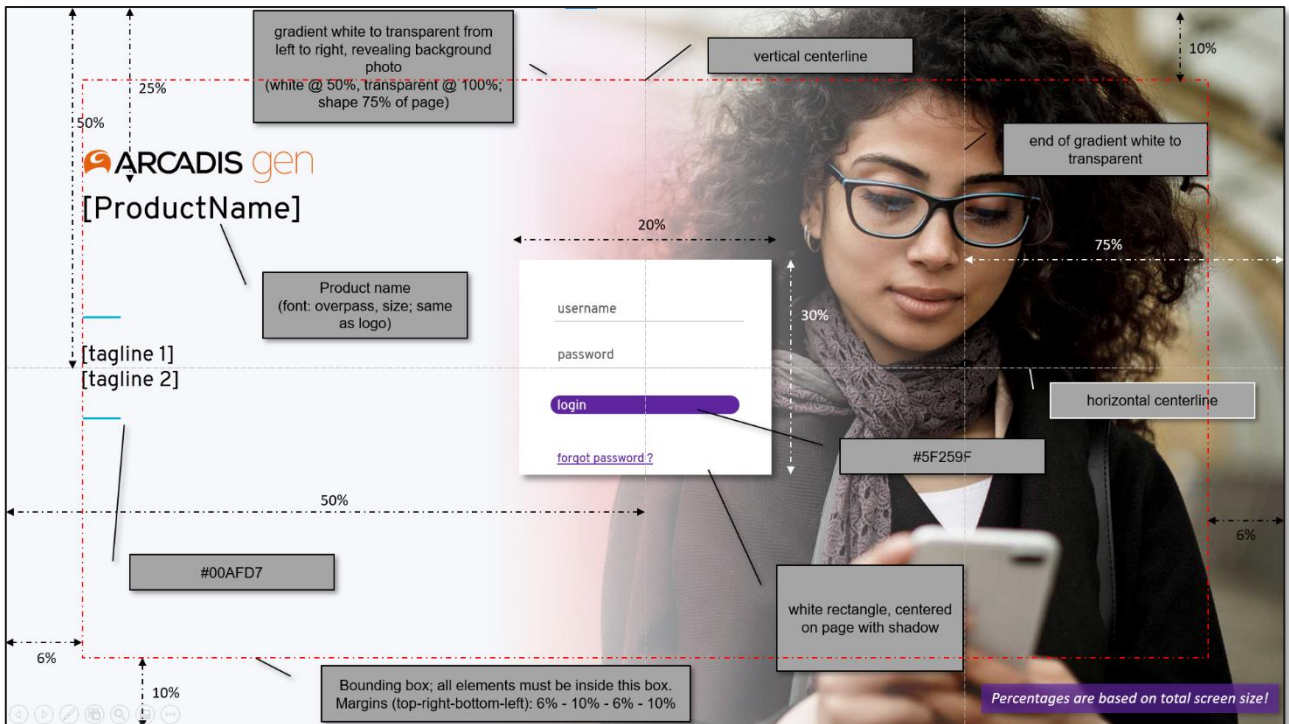 gradient white to transparent from
left to right, revealing background
photo
(white @ 50%, transparent @ 100%;
shape 75% of page)
vertical centerline
10%
25%
50%
end of gradient white to
transparent
ARCADIS gen
[ProductName]
20%
75%
Product name
(font: overpass, size; same
as logo)
username
30%
password
[tagline 1]
[tagline 2]
horizontal centerline
login
#5F259F
forgot password ?
50%
6%
#00AFD7
white rectangle, centered
on page with shadow
6%
Bounding box; all elements must be inside this box.
Margins (top-right-bottom-left): 6% - 10% - 6% - 10%
10%
Percentages are based on total screen size!